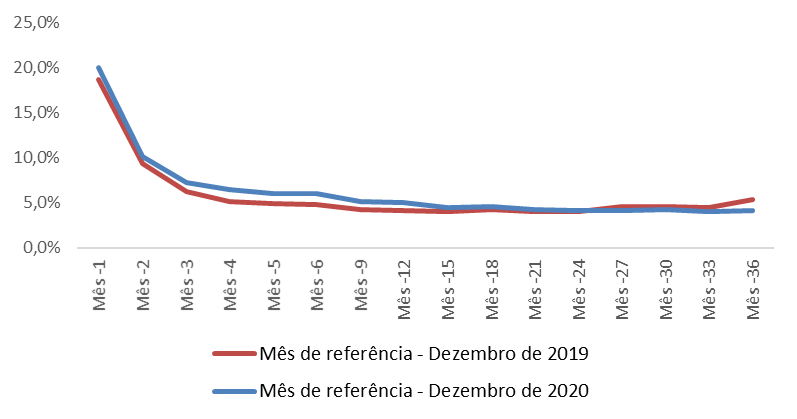 25,0%
20,0%
15,0%
10,0%
5,0%
0,0%
Mês -1
Mês -2
Mês -3
Mês -4
Mês -5
Mês -6
Mês -9
Mês -12
Mês -15
Mês -18
Mês -21
Mês -24
Mês -27
Mês -30
Mês -33
Mês -36
Mês de referência - Dezembro de 2019
Mês de referência - Dezembro de 2020